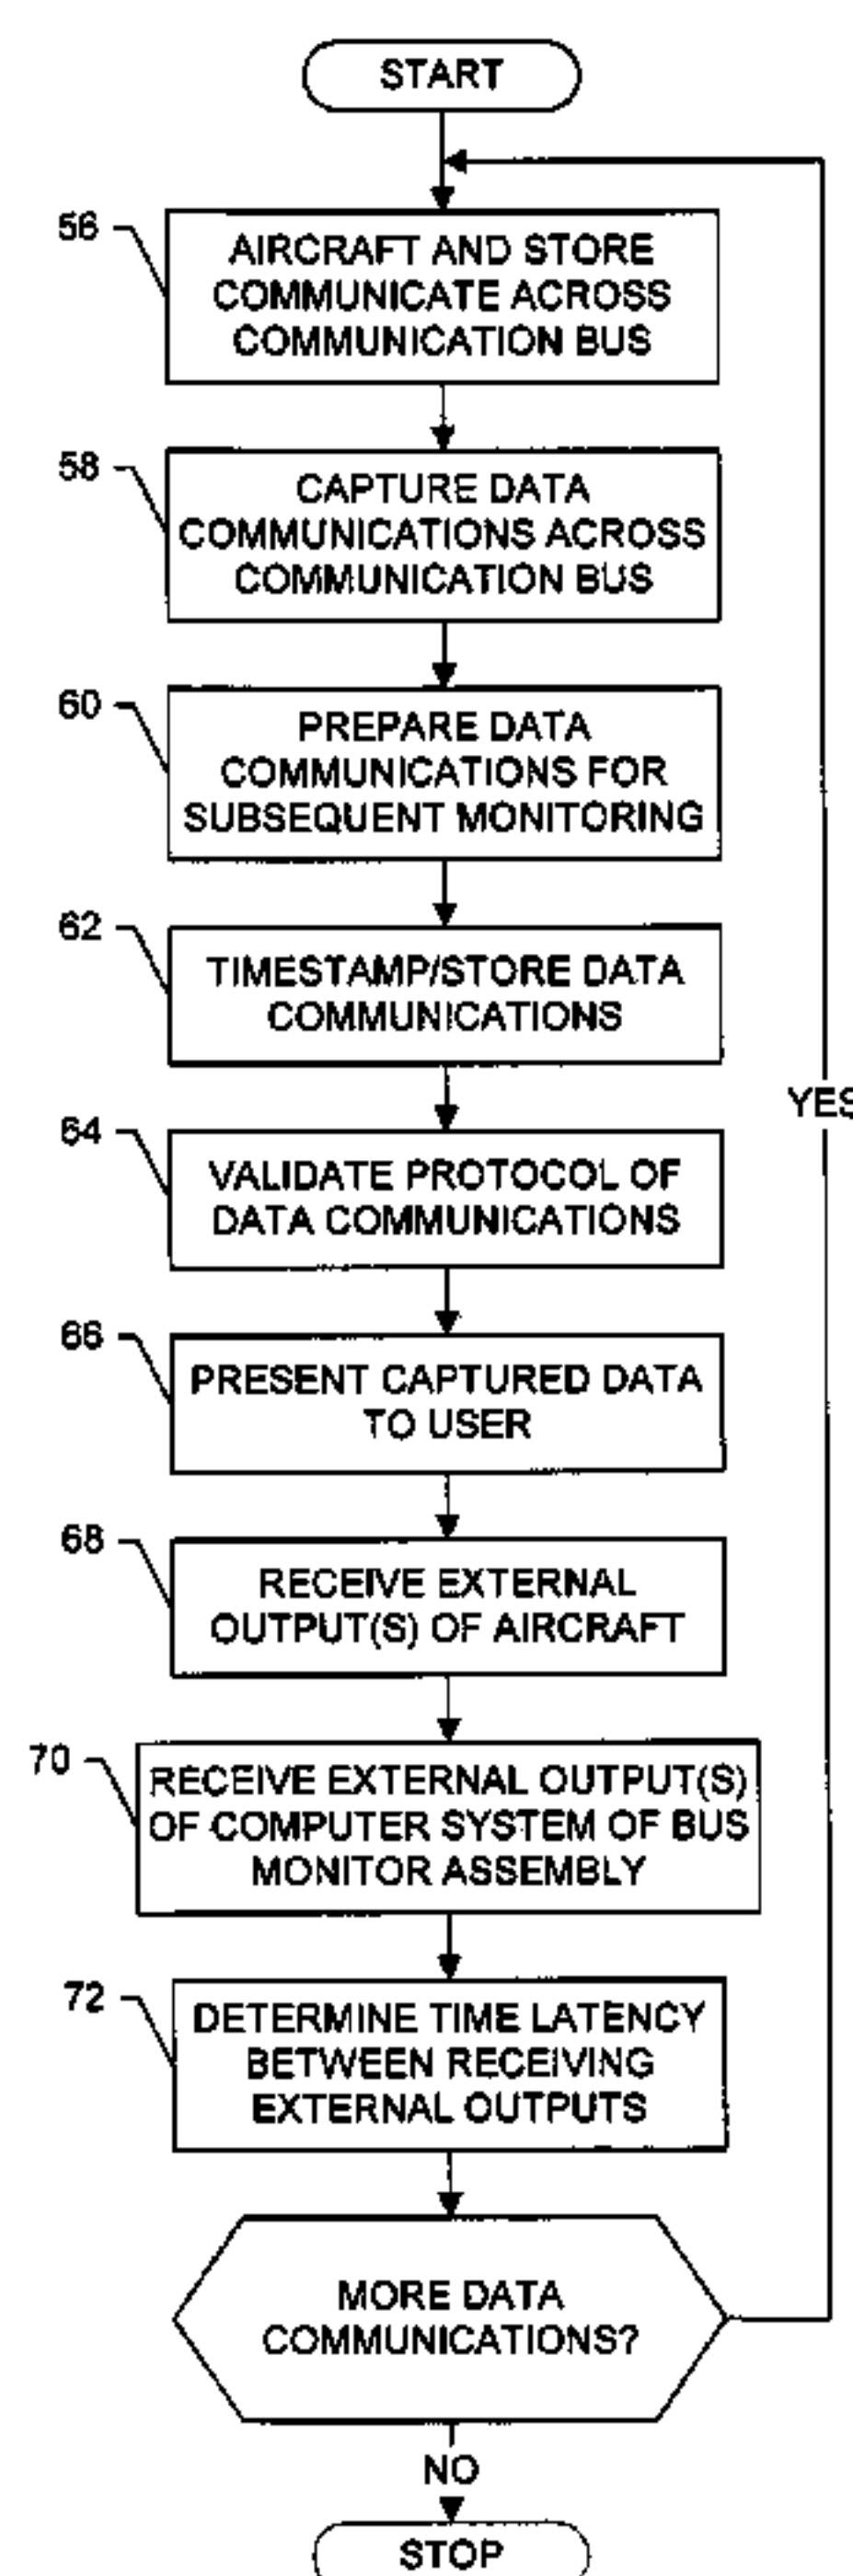 START
56
AIRCRAFT AND STORE
COMMUNICATE ACROSS
COMMUNICATION BUS
58
CAPTURE DATA
COMMUNICATIONS ACROSS
COMMUNICATION BUS
60
PREPARE DATA
COMMUNICATIONS FOR
SUBSEQUENT MONITORING
62
TIMESTAMP/STORE DATA
COMMUNICATIONS
YES
64
VALIDATE PROTOCOL OF
DATA COMMUNICATIONS
66
PRESENT CAPTURED DATA
TO USER
68
RECEIVE EXTERNAL
OUTPUT(S) OF AIRCRAFT
70
RECEIVE EXTERNAL OUTPUT(S)
OF COMPUTER SYSTEM OF BUS
MONITOR ASSEMBLY
72
DETERMINE TIME LATENCY
BETWEEN RECEIVING
EXTERNAL OUTPUTS
MORE DATA
COMMUNICATIONS?
NO
STOP